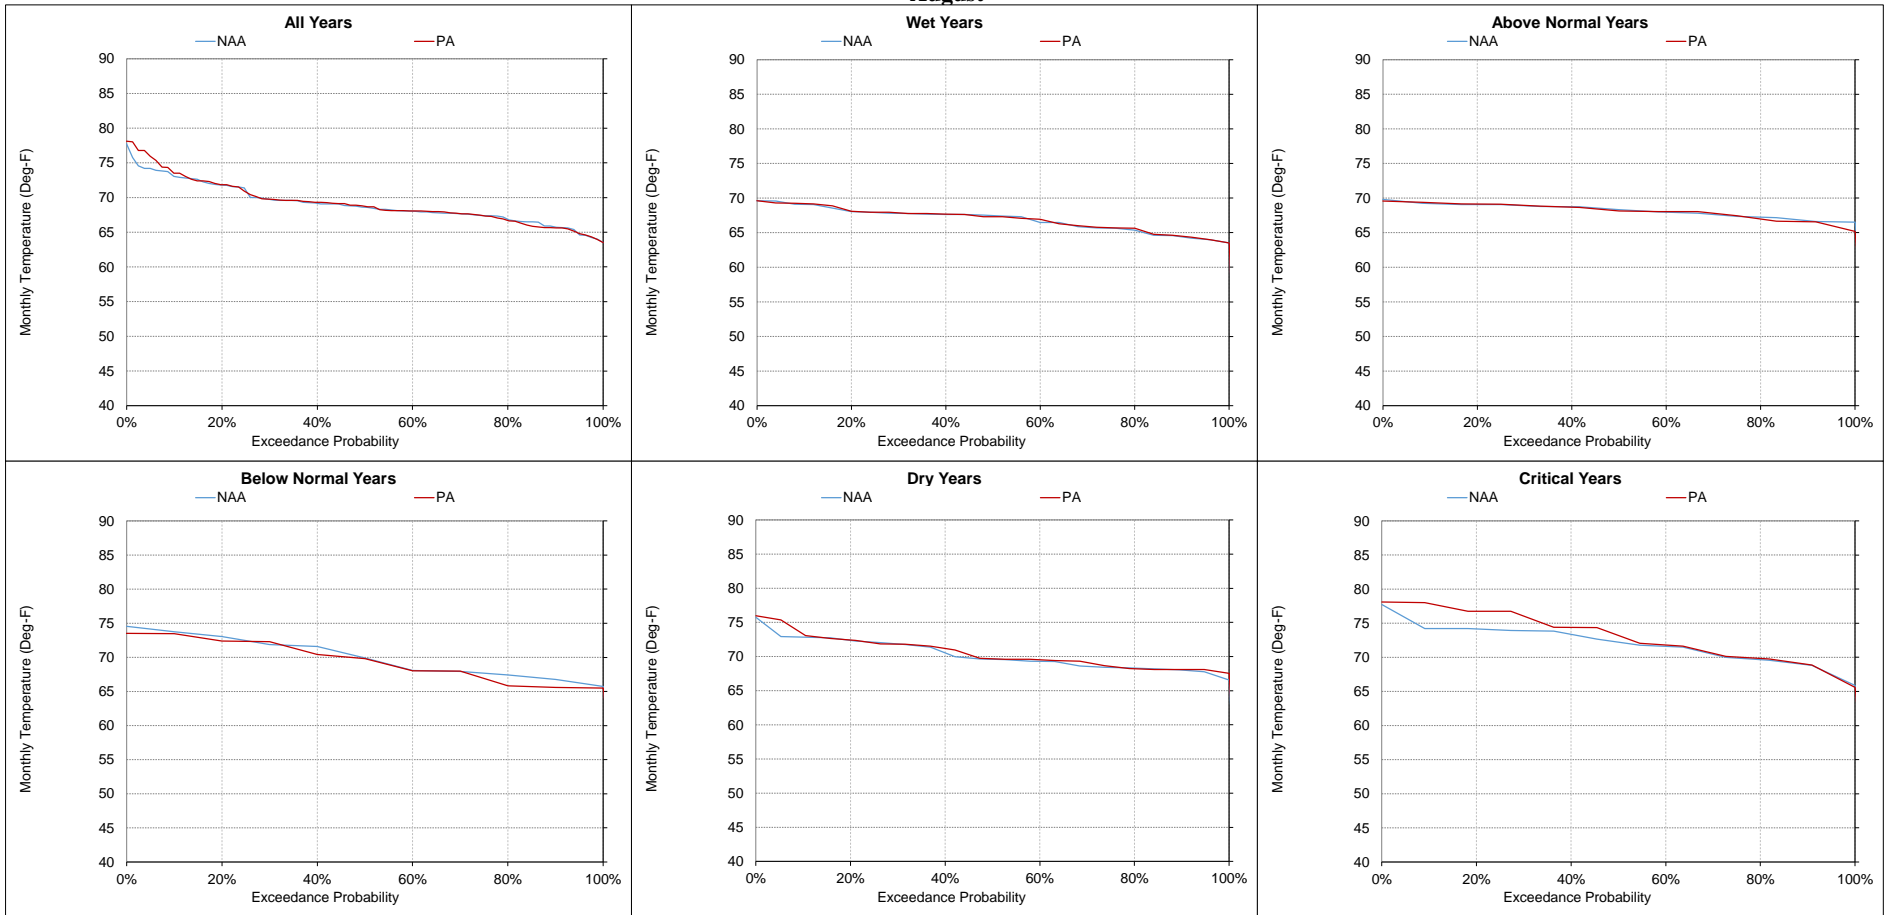 All Years
NAA PA
90
85
80
75
70
65
60
55
50
45
40
Monthly Temperature (Deg-F)
0% 20% 40% 60% 80% 100%
Exceedance Probability
Wet Years
NAA PA
90
85
80
75
70
65
60
55
50
45
40
Monthly Temperature (Deg-F)
0% 20% 40% 60% 80% 100%
Exceedance Probability
Above Normal Years
NAA PA
90
85
80
75
70
65
60
55
50
45
40
Monthly Temperature (Deg-F)
0% 20% 40% 60% 80% 100%
Exceedance Probability
Below Normal Years
NAA PA
90
85
80
75
70
65
60
55
50
45
40
Monthly Temperature (Deg-F)
0% 20% 40% 60% 80% 100%
Exceedance Probability
Dry Years
NAA PA
90
85
80
75
70
65
60
55
50
45
40
Monthly Temperature (Deg-F)
0% 20% 40% 60% 80% 100%
Exceedance Probability
Critical Years
NAA PA
90
85
80
75
70
65
60
55
50
45
40
Monthly Temperature (Deg-F)
0% 20% 40% 60% 80% 100%
Exceedance Probability